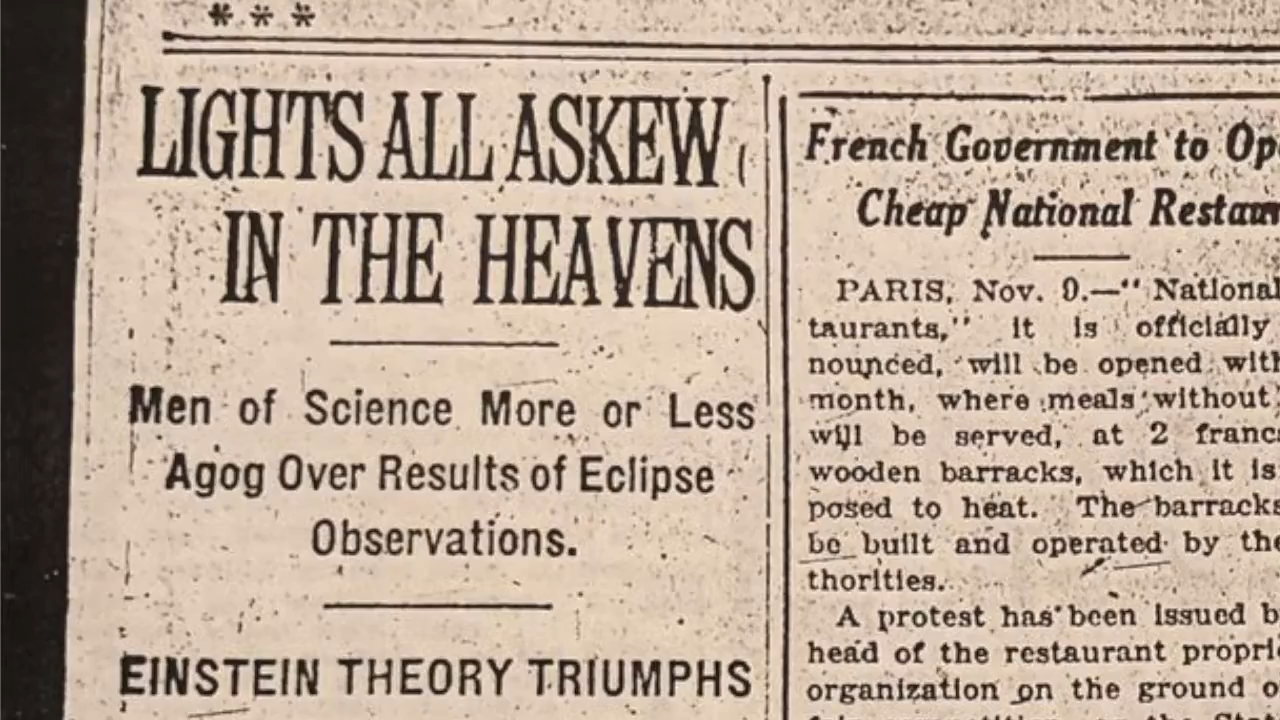 * * *
LIGHTS ALL ASKEW
IN THE HEAVENS
Men of Science More or Less
Agog Over Results of Eclipse
Observations.
EINSTEIN THEORY TRIUMPHS
French Government to Op
Cheap National Restau
PARIS, Nov. 9.—" National
taurants," it is officially
nounced, will be opened with
month, where meals without
will be served, at 2 francs
wooden barracks, which it is
posed to heat. The barracks
be built and operated by the
thorities.
A protest has been issued b
head of the restaurant propri
organization on the ground o